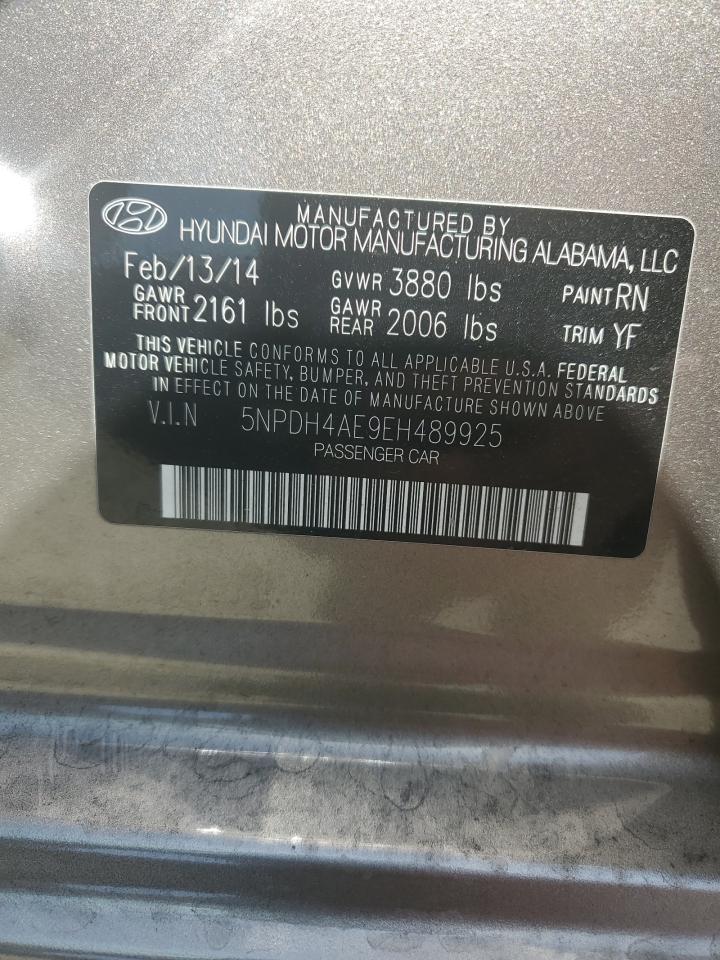 MANUFACTURED BY
HYUNDAI MOTOR MANUFACTURING ALABAMA, LLC
Feb/13/14 GVWR 3880 lbs PAINT RN
GAWR FRONT 2161 lbs GAWR REAR 2006 lbs TRIM YF
THIS VEHICLE CONFORMS TO ALL APPLICABLE U.S.A. FEDERAL
MOTOR VEHICLE SAFETY, BUMPER, AND THEFT PREVENTION STANDARDS
IN EFFECT ON THE DATE OF MANUFACTURE SHOWN ABOVE
V.I.N 5NPDH4AE9EH489925
PASSENGER CAR